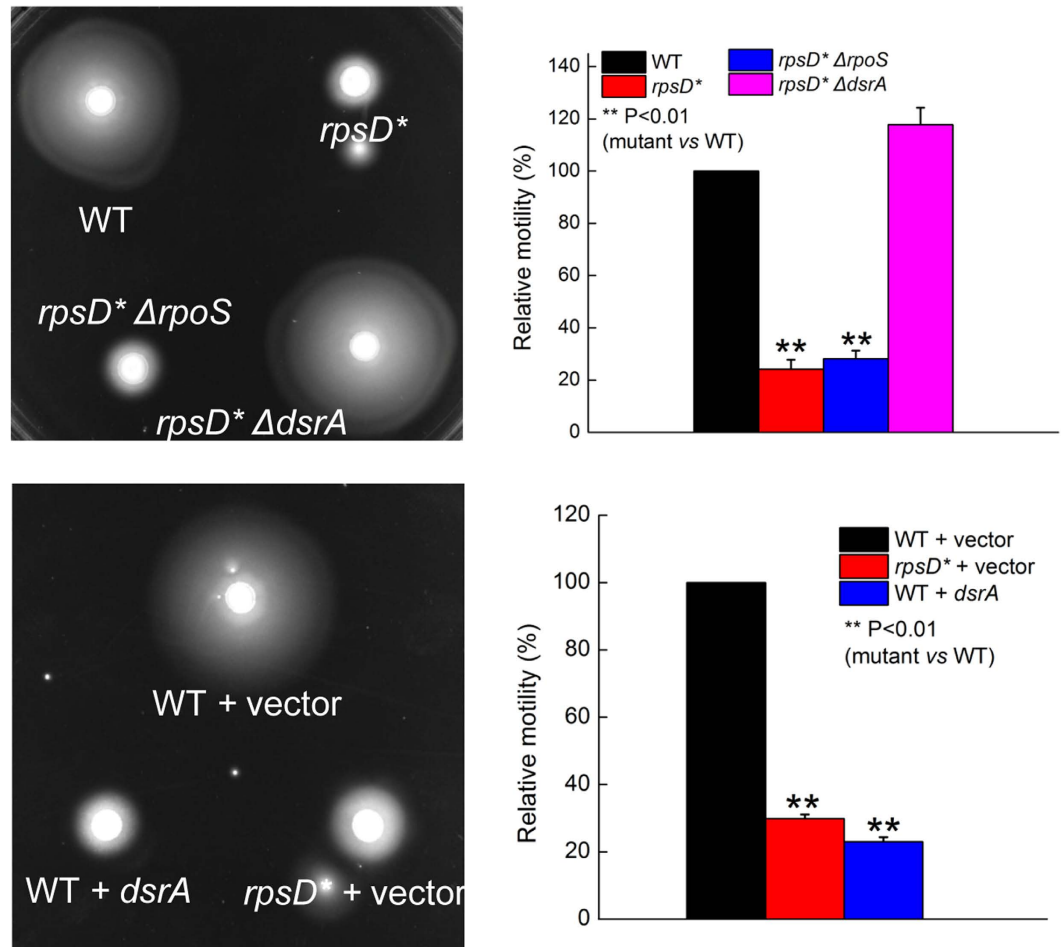 WT
rpsD*
rpsD* ΔrpoS
rpsD* ΔdsrA
WT
rpsD*
rpsD* ΔrpoS
rpsD* ΔdsrA
** P<0.01
(mutant vs WT)
Relative motility (%)
140
120
100
80
60
40
20
0
**
**
WT + vector
WT + dsrA
rpsD* + vector
WT + vector
rpsD* + vector
WT + dsrA
** P<0.01
(mutant vs WT)
Relative motility (%)
120
100
80
60
40
20
0
**
**